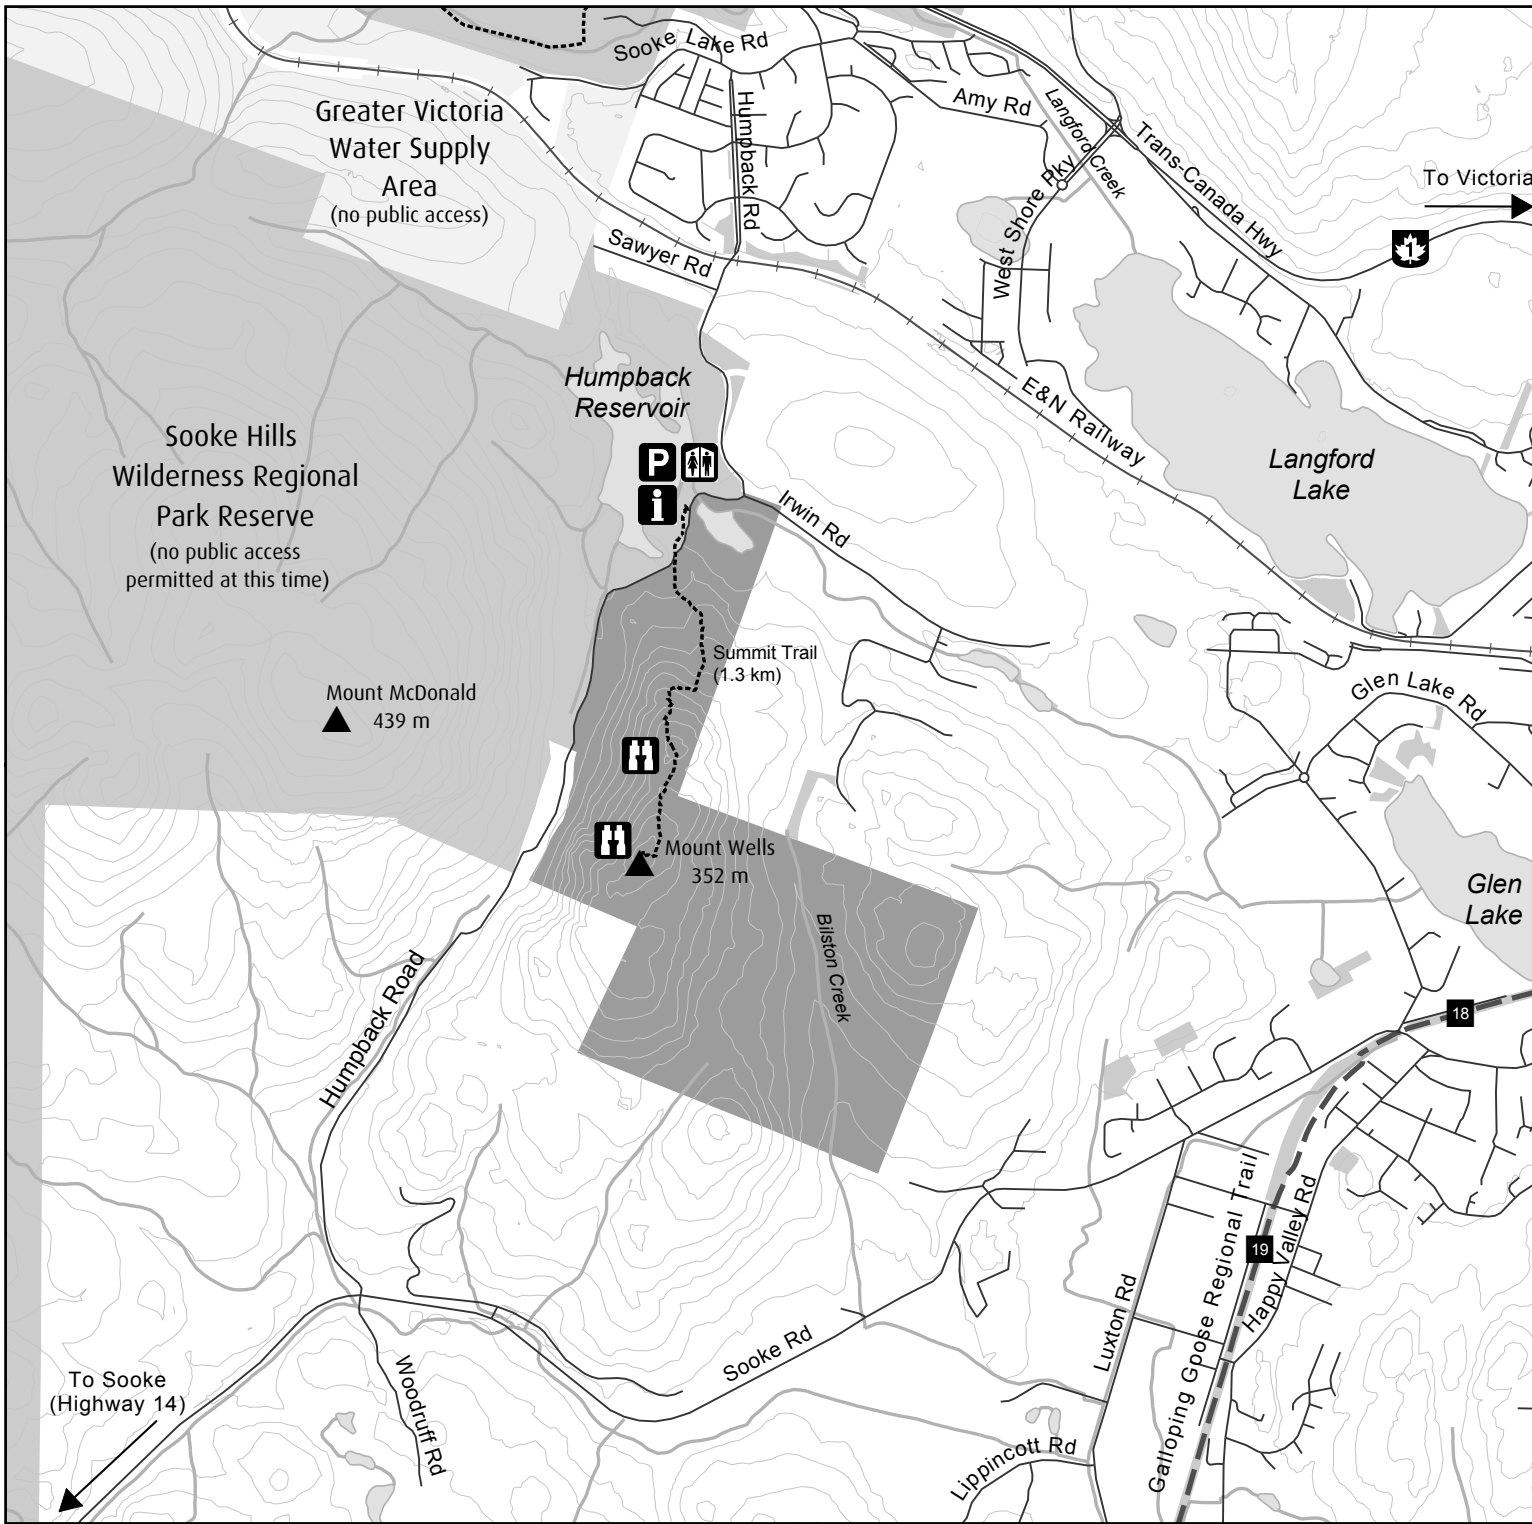 Sooke Lake Rd
Greater Victoria
Water Supply
Area
(no public access)
Humpback Rd
Amy Rd
Langford Creek
Trans-Canada Hwy
To Victoria
1
West Shore Pky
Sawyer Rd
Humpback
Reservoir
E&N Railway
Sooke Hills
Wilderness Regional
Park Reserve
(no public access
permitted at this time)
Langford
Lake
P
i
Irwin Rd
Summit Trail
(1.3 km)
Mount McDonald
439 m
Glen Lake Rd
Mount Wells
352 m
Glen
Lake
Bilston Creek
Humpback Road
18
19
Galloping Goose Regional Trail
Happy Valley Rd
Luxton Rd
Sooke Rd
To Sooke
(Highway 14)
Woodruff Rd
Lippincott Rd